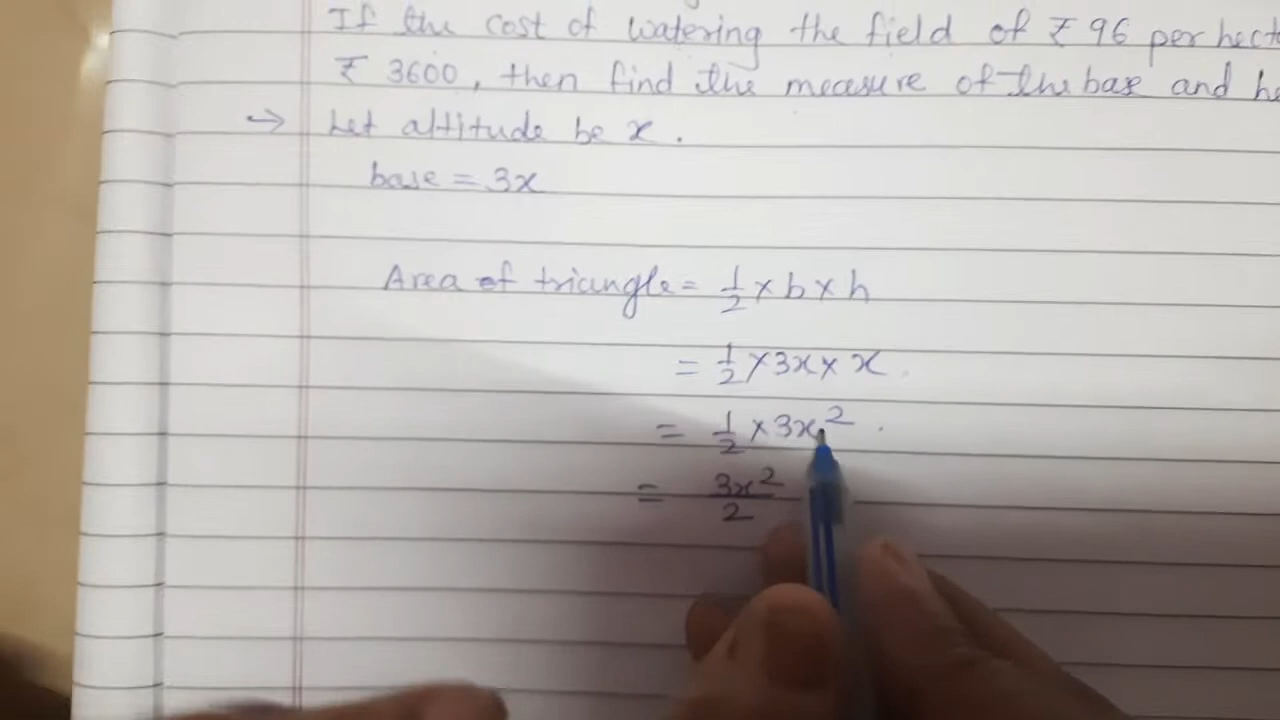 If the cost of watering the field of ₹ 96 per
₹ 3600, then find the measure of the base and
→ Let altitude be x.
base = 3x
Area of triangle = 1/2 × b × h
= 1/2 × 3x × x.
= 1/2 × 3x² .
= 3x²/2